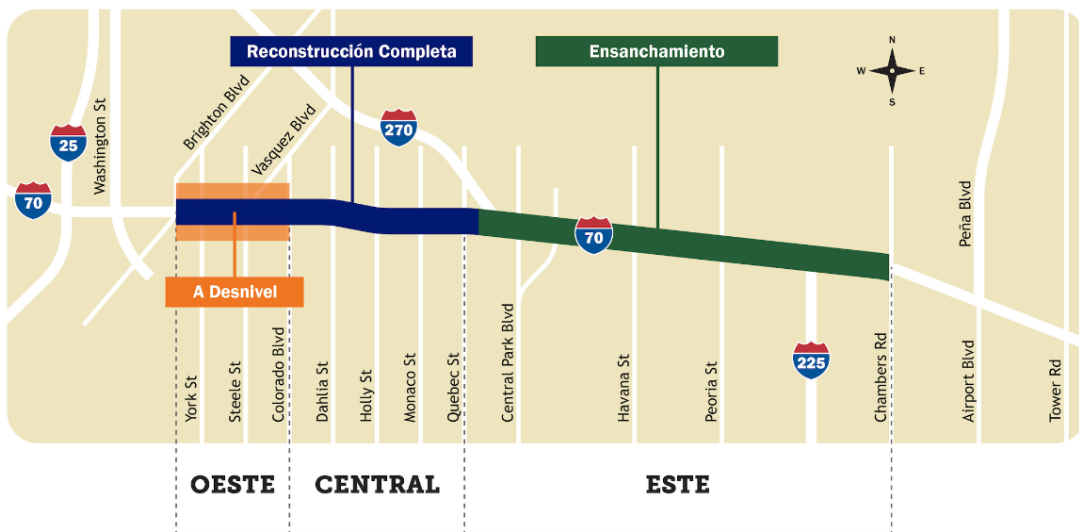 Reconstrucción Completa
Ensanchamiento
N
W E
S
Brighton Blvd
Vasquez Blvd
Washington St
25
270
70
70
Peña Blvd
A Desnivel
225
York St
Steele St
Colorado Blvd
Dahlia St
Holly St
Monaco St
Quebec St
Central Park Blvd
Havana St
Peoria St
Chambers Rd
Airport Blvd
Tower Rd
OESTE
CENTRAL
ESTE